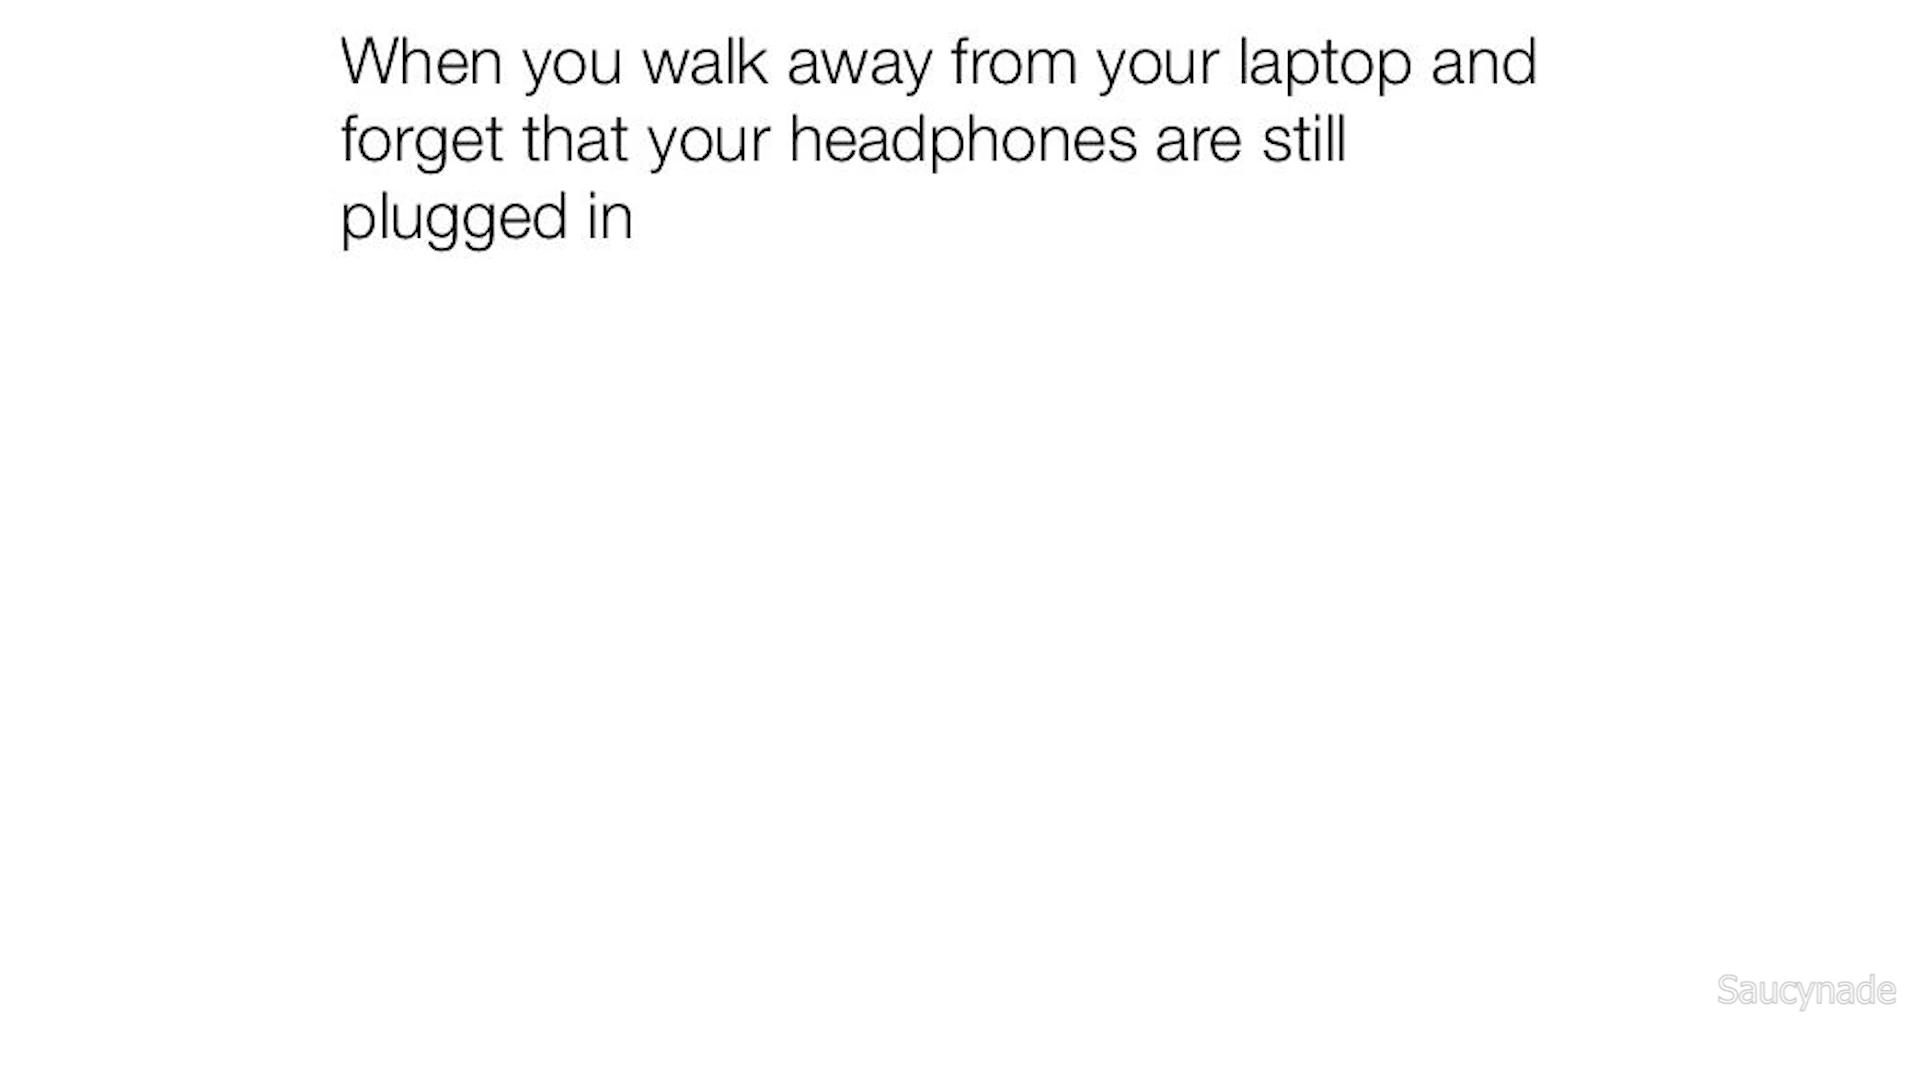 When you walk away from your laptop and
forget that your headphones are still
plugged in
Saucynade